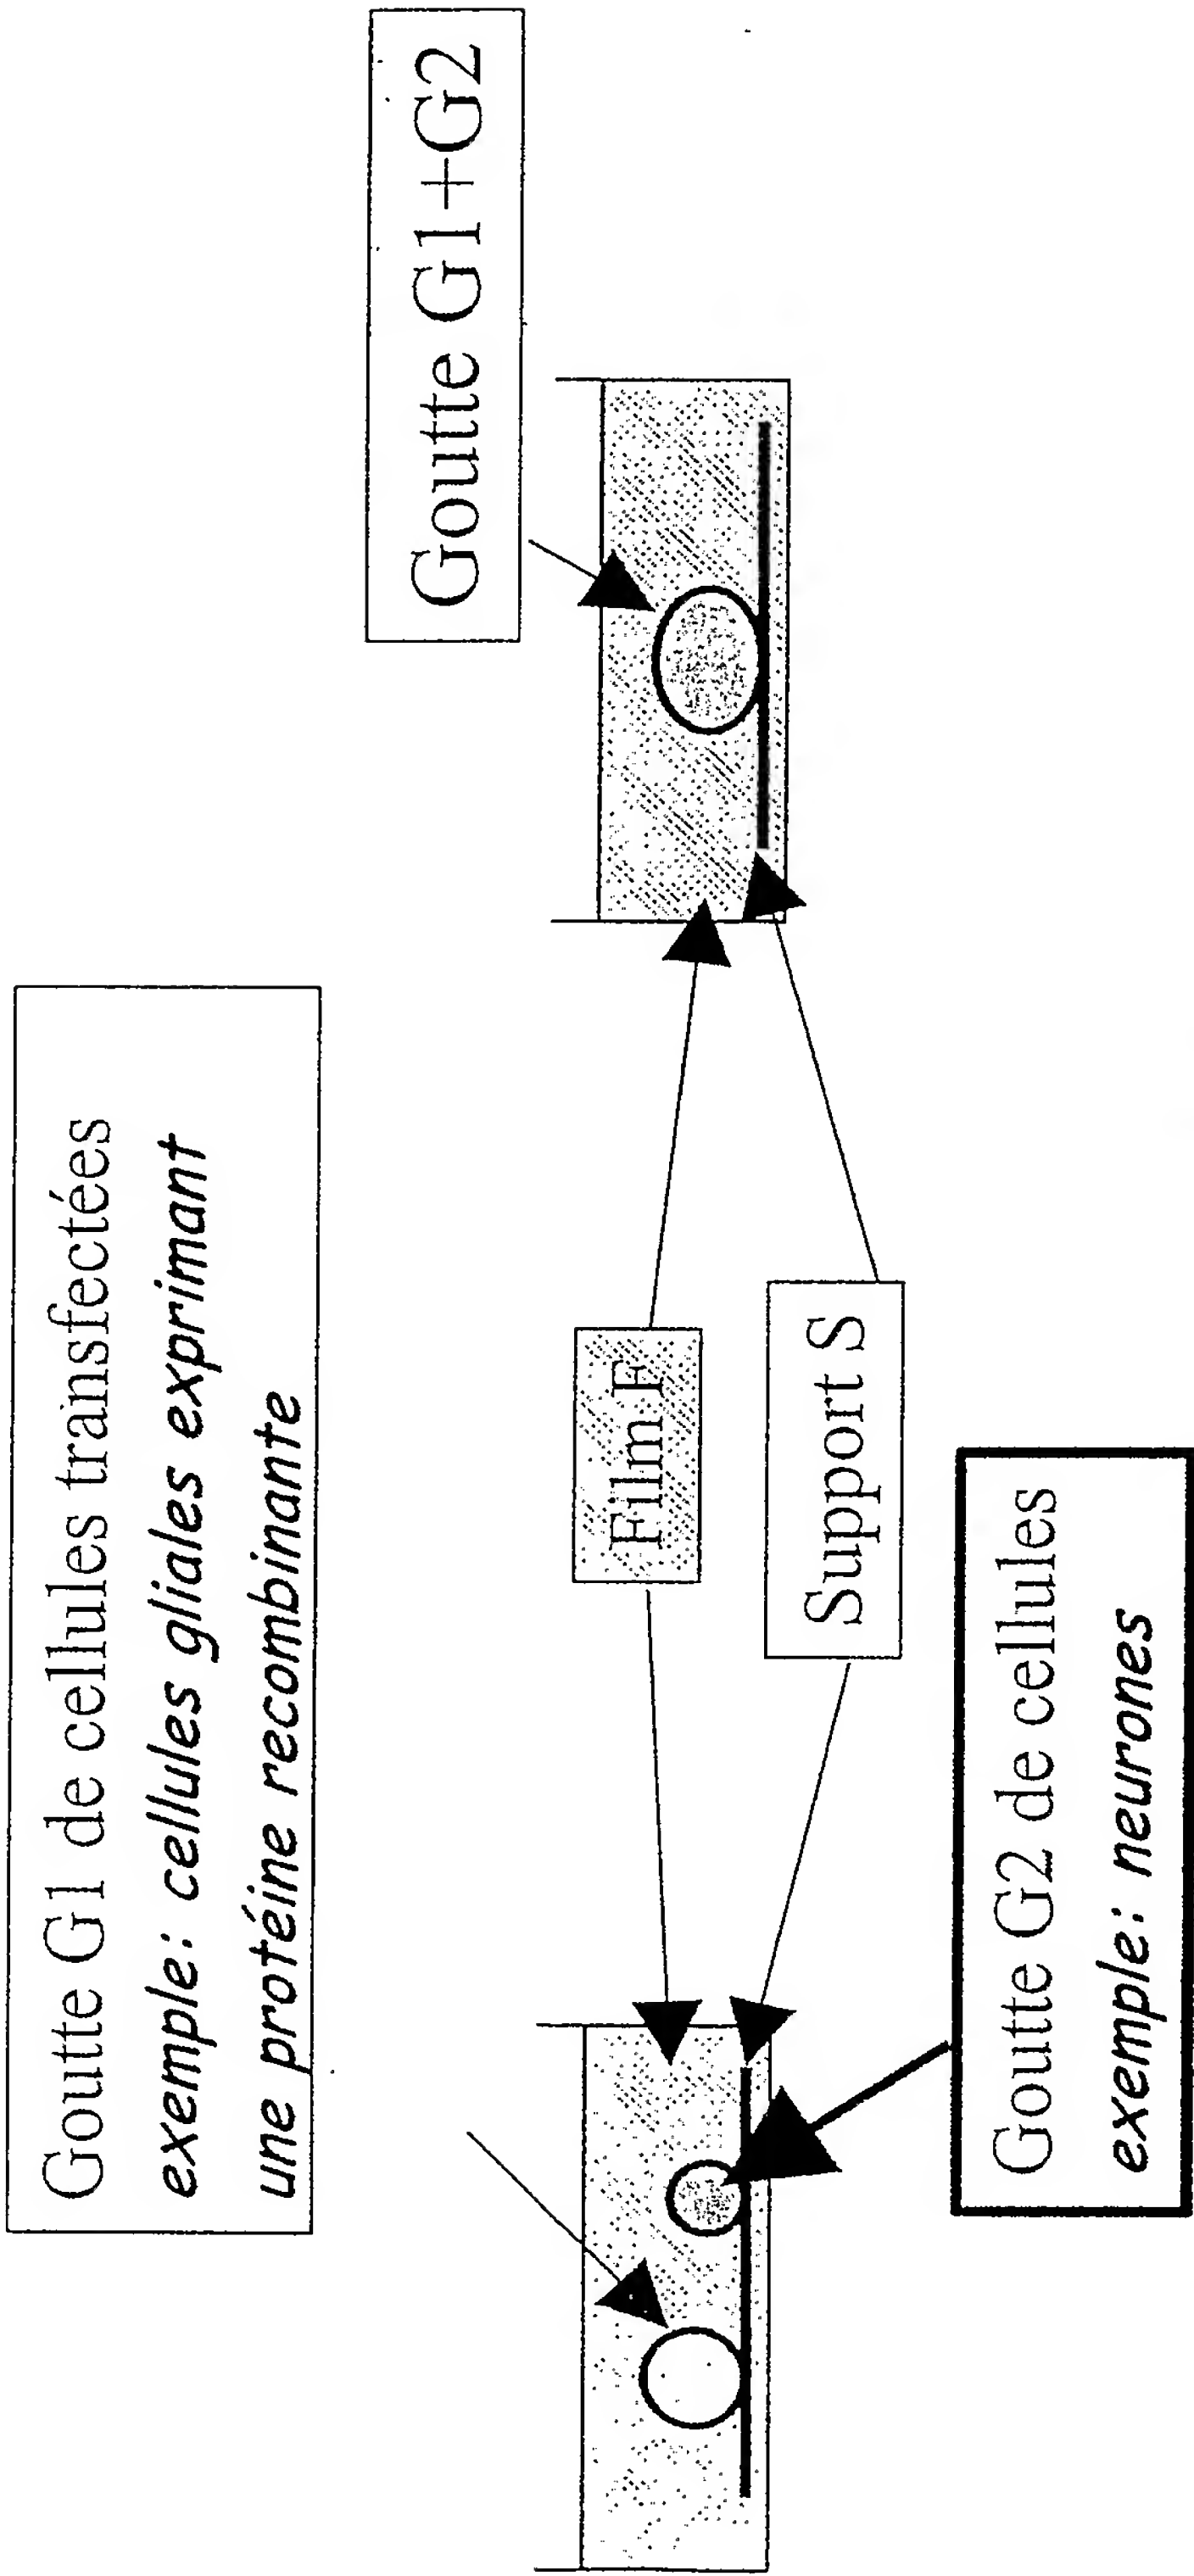 Goutte G1 de cellules transfectées
exemple: cellules gliales exprimant
une protéine recombinante
Goutte G1+G2
Film F
Support S
Goutte G2 de cellules
exemple: neurones